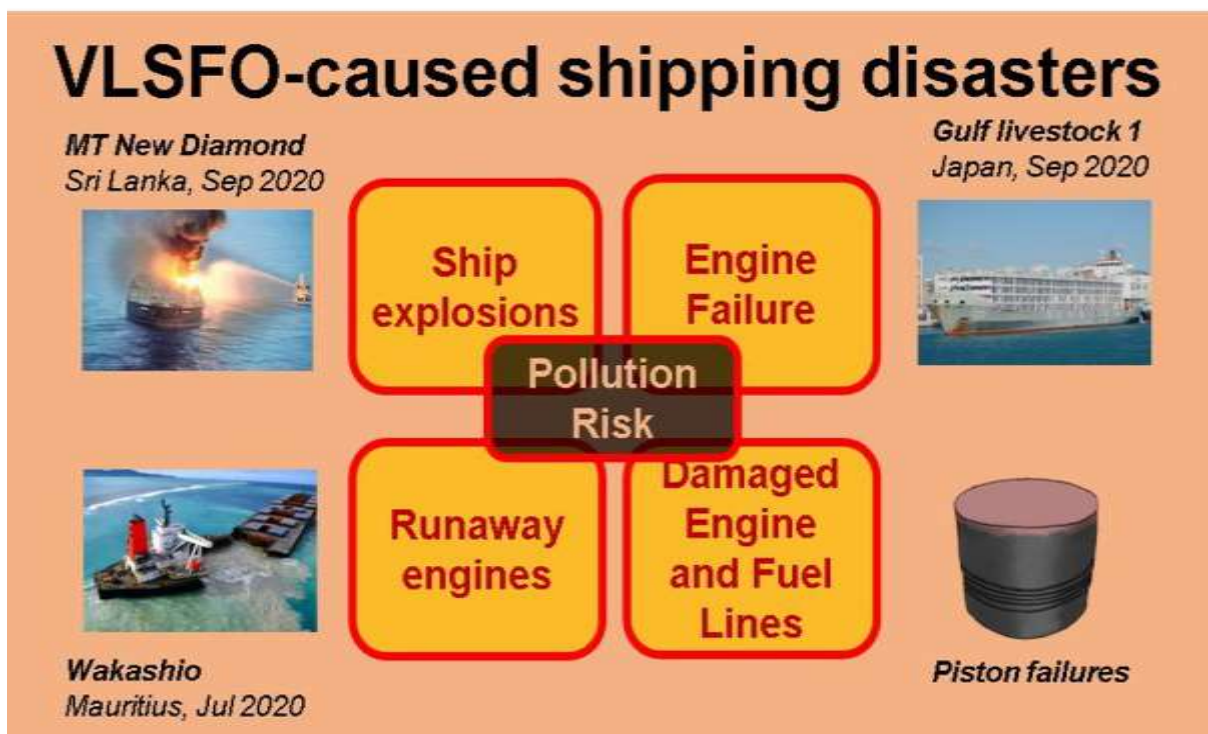 VLSFO-caused shipping disasters
MT New Diamond
Sri Lanka, Sep 2020
Gulf livestock 1
Japan, Sep 2020
Ship
explosions
Engine
Failure
Pollution
Risk
Runaway
engines
Damaged
Engine
and Fuel
Lines
Wakashio
Mauritius, Jul 2020
Piston failures